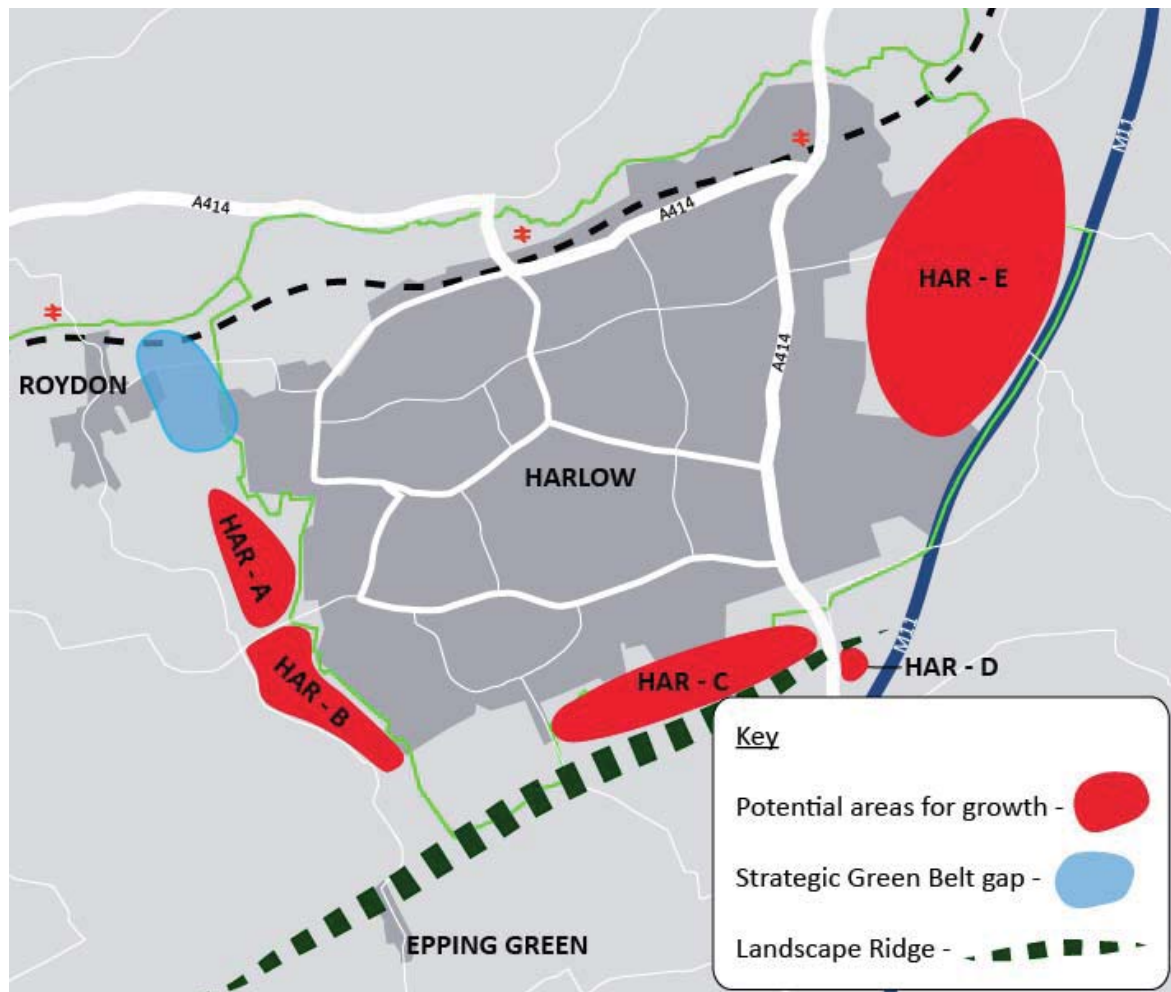 M11
A414
A414
HAR - E
ROYDON
A414
HARLOW
HAR - A
M11
HAR - C
HAR - D
HAR - B
Key
Potential areas for growth -
Strategic Green Belt gap -
EPPING GREEN
Landscape Ridge -